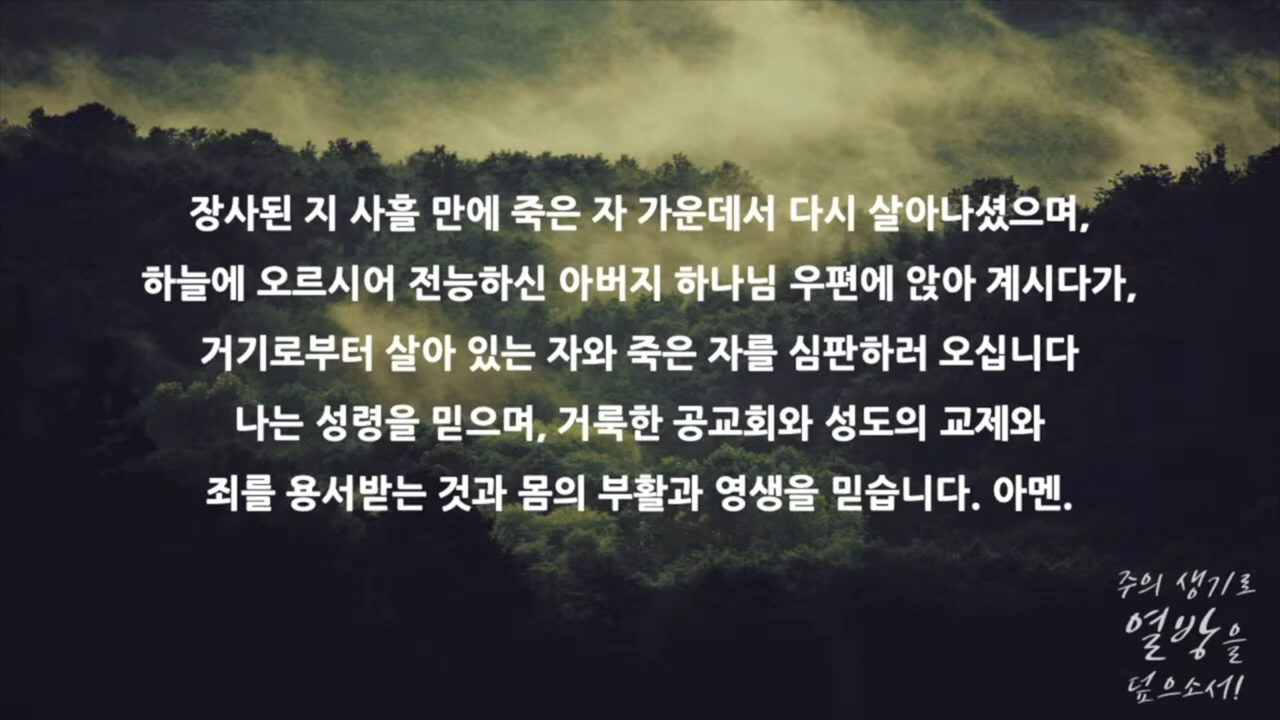 장사된 지 사흘 만에 죽은 자 가운데서 다시 살아나셨으며,
하늘에 오르시어 전능하신 아버지 하나님 우편에 앉아 계시다가,
거기로부터 살아 있는 자와 죽은 자를 심판하러 오십니다
나는 성령을 믿으며, 거룩한 공교회와 성도의 교제와
죄를 용서받는 것과 몸의 부활과 영생을 믿습니다. 아멘.
주의 생기로
열방을
덮으소서!